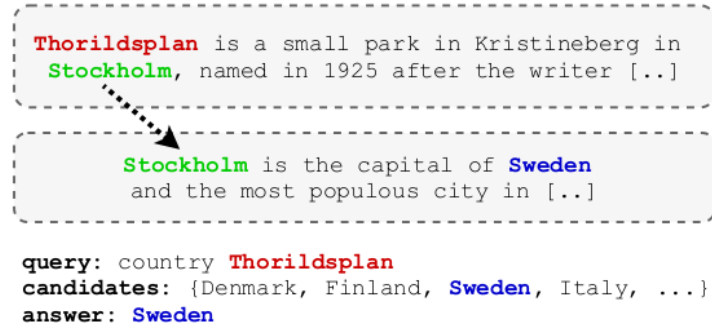 Thorildsplan is a small park in Kristineberg in
Stockholm, named in 1925 after the writer [..]
Stockholm is the capital of Sweden
and the most populous city in [..]
query: country Thorildsplan
candidates: {Denmark, Finland, Sweden, Italy, ...}
answer: Sweden